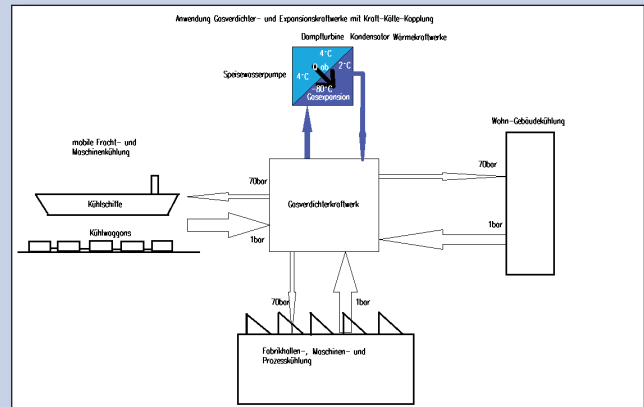 Anwendung Gasverdichter- und Expansionskraftwerke mit Kraft-Kälte-Kopplung
Dampfturbine Kondensator Wärmekraftwerke
4°C
Speisewasserpumpe
Q ab
2°C
4°C
-80°C
Gasexpansion
Wohn-Gebäudekühlung
mobile Fracht- und
Maschinenkühlung
70bar
70bar
Kühlschiffe
Gasverdichterkraftwerk
1bar
1bar
Kühlwaggons
70bar
1bar
Fabrikhallen-, Maschinen- und
Prozesskühlung